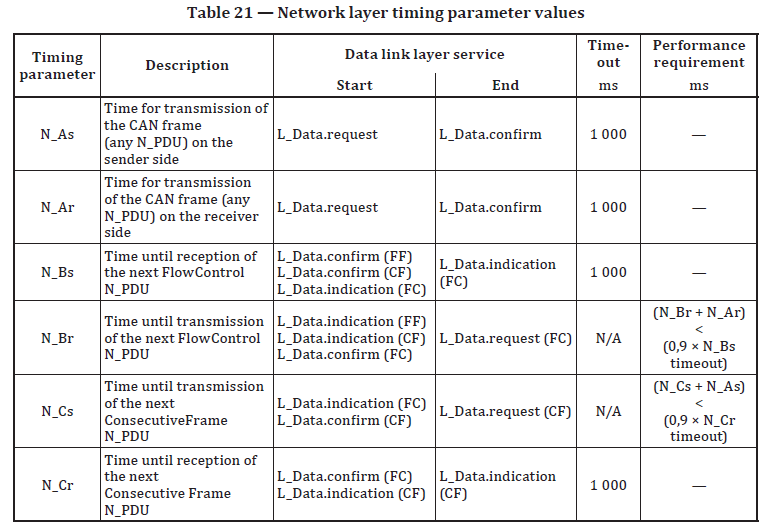 Table 21 — Network layer timing parameter values
Timing
parameter
Description
Data link layer service
Time-
out
Performance
requirement
Start
End
ms
ms
N_As
Time for transmission of
the CAN frame
(any N_PDU) on the
sender side
L_Data.request
L_Data.confirm
1 000
—
N_Ar
Time for transmission
of the CAN frame (any
N_PDU) on the receiver
side
L_Data.request
L_Data.confirm
1 000
—
N_Bs
Time until reception of
the next FlowControl
N_PDU
L_Data.confirm (FF)
L_Data.confirm (CF)
L_Data.indication (FC)
L_Data.indication
(FC)
1 000
—
N_Br
Time until transmission
of the next FlowControl
N_PDU
L_Data.indication (FF)
L_Data.indication (CF)
L_Data.confirm (FC)
L_Data.request (FC)
N/A
(N_Br + N_Ar)
<
(0,9 × N_Bs
timeout)
N_Cs
Time until transmission
of the next
ConsecutiveFrame
N_PDU
L_Data.indication (FC)
L_Data.confirm (CF)
L_Data.request (CF)
N/A
(N_Cs + N_As)
<
(0,9 × N_Cr
timeout)
N_Cr
Time until reception of
the next
Consecutive Frame
N_PDU
L_Data.confirm (FC)
L_Data.indication (CF)
L_Data.indication
(CF)
1 000
—